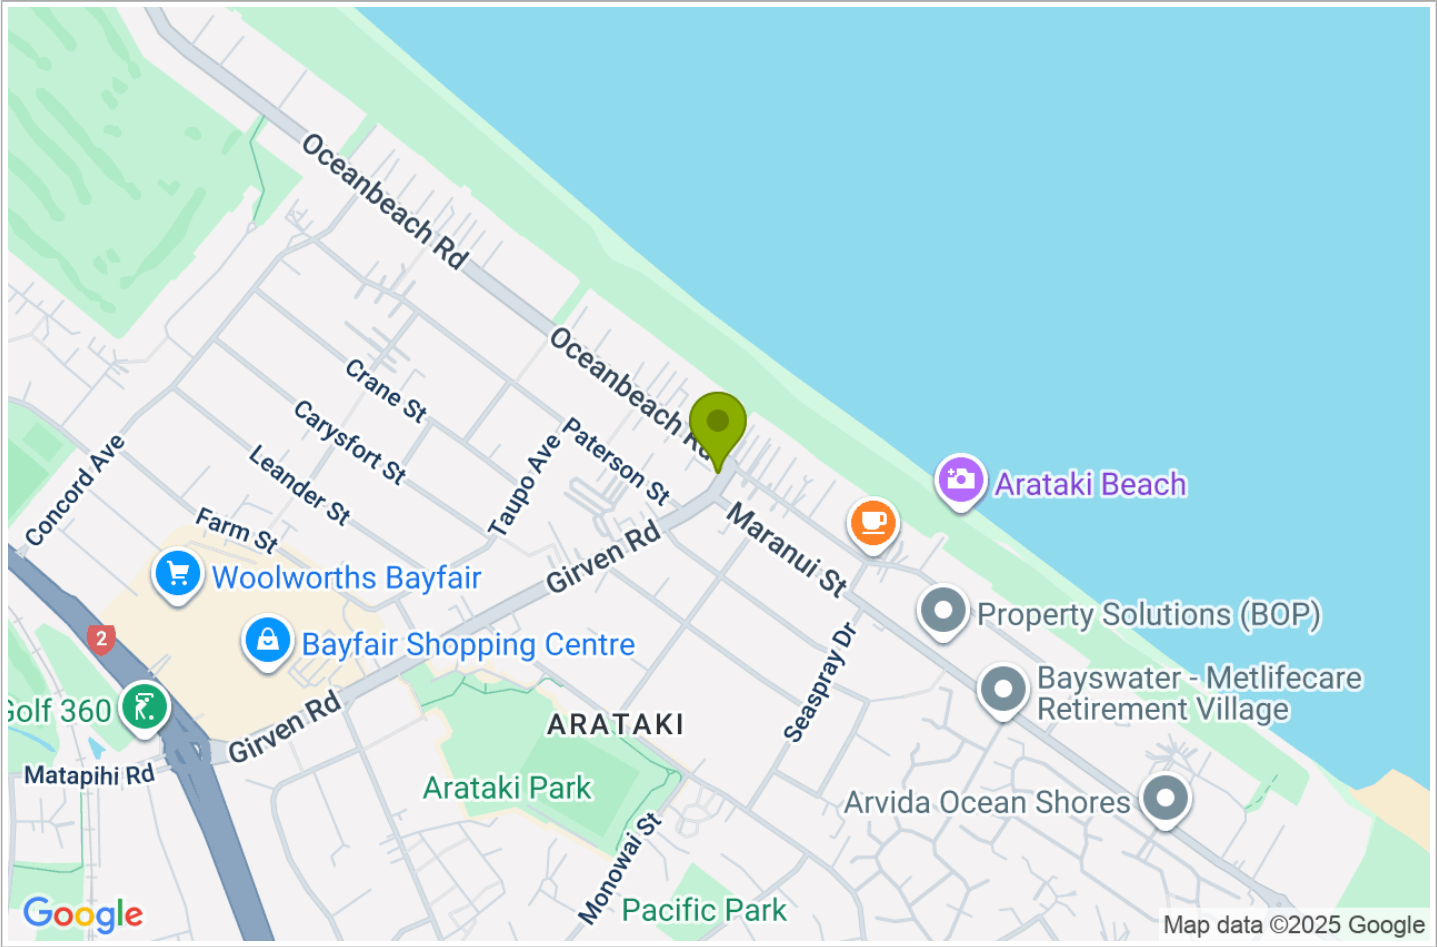 Oceanbeach Rd
Oceanbeach Rd
Crane St
Carysfort St
Paterson St
Taupo Ave
Leander St
Concord Ave
Farm St
Arataki Beach
Girven Rd
Maranui St
Woolworths Bayfair
Property Solutions (BOP)
2
Bayfair Shopping Centre
Seaspray Dr
Bayswater - Metlifecare
Retirement Village
Golf 360
Girven Rd
ARATAKI
Matapihi Rd
Arataki Park
Arvida Ocean Shores
Monowai St
Pacific Park
Google
Map data ©2025 Google